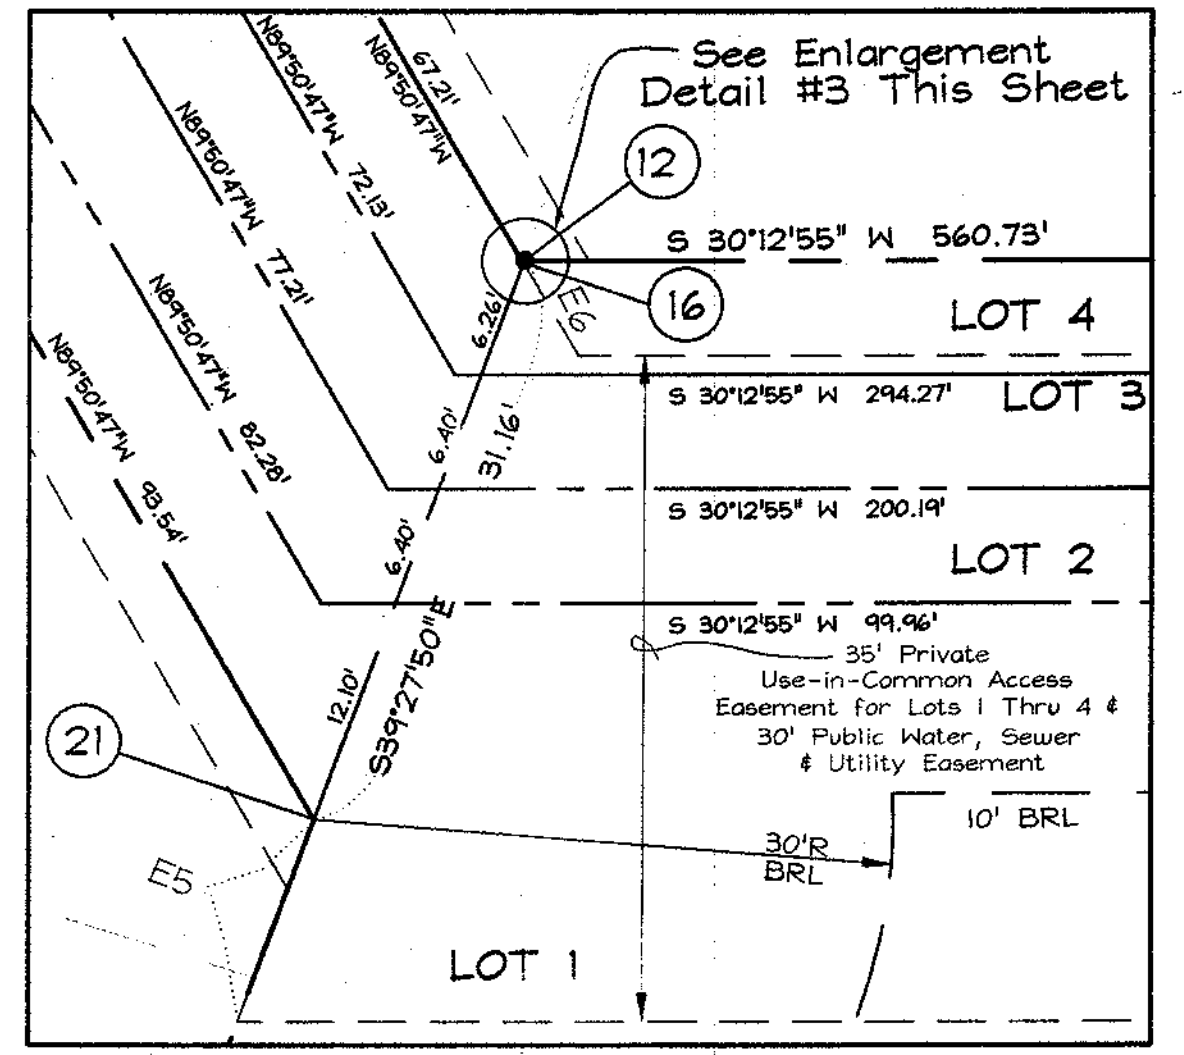 See Enlargement
Detail #3 This Sheet
67.21'
N89°50'47"W
N89°50'47"W 72.13'
N89°50'47"W 77.21'
N89°50'47"W 82.28'
N89°50'47"W 93.54'
12
16
S 30°12'55" W 560.73'
E6
LOT 4
6.26'
S 30°12'55" W 294.27'
LOT 3
6.40'
31.16'
S 30°12'55" W 200.19'
LOT 2
6.40'
S 30°12'55" W 99.96'
35' Private
Use-in-Common Access
Easement for Lots 1 Thru 4 &
30' Public Water, Sewer
& Utility Easement
12.10'
S39°27'50"E
21
10' BRL
30'R
BRL
E5
LOT 1